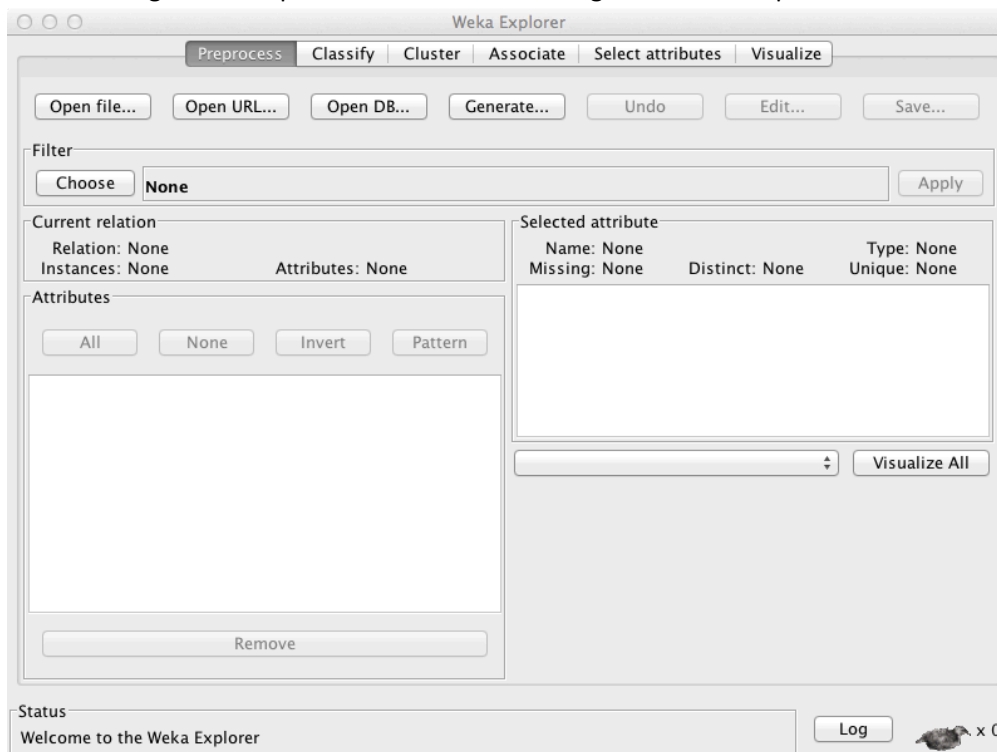 Weka Explorer
Preprocess Classify Cluster Associate Select attributes Visualize
Open file... Open URL... Open DB... Generate... Undo Edit... Save...
Filter
Choose None Apply
Current relation
Relation: None
Instances: None Attributes: None
Selected attribute
Name: None Type: None
Missing: None Distinct: None Unique: None
Attributes
All None Invert Pattern
Visualize All
Remove
Status
Welcome to the Weka Explorer
Log x 0